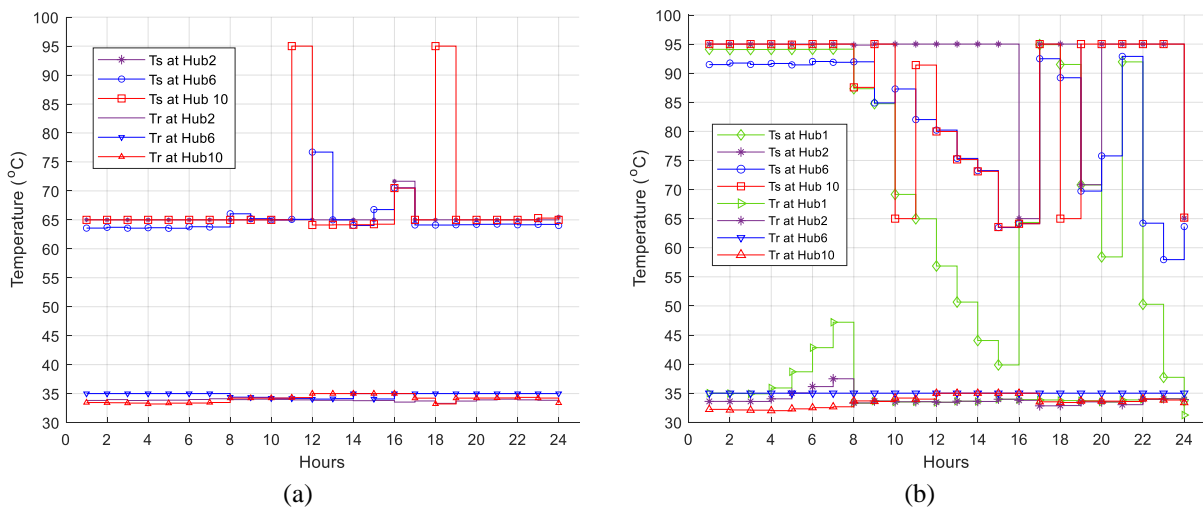 100
95
90
85
80
75
70
65
60
55
50
45
40
35
30
Temperature (°C)
Ts at Hub2
Ts at Hub6
Ts at Hub 10
Tr at Hub2
Tr at Hub6
Tr at Hub10
0 2 4 6 8 10 12 14 16 18 20 22 24
Hours
(a)
100
95
90
85
80
75
70
65
60
55
50
45
40
35
30
Temperature (°C)
Ts at Hub1
Ts at Hub2
Ts at Hub6
Ts at Hub 10
Tr at Hub1
Tr at Hub2
Tr at Hub6
Tr at Hub10
0 2 4 6 8 10 12 14 16 18 20 22 24
Hours
(b)